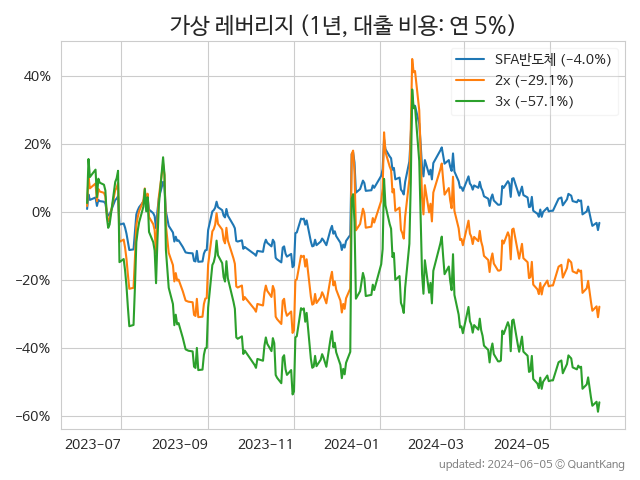 가상 레버리지 (1년, 대출 비용: 연 5%)
SFA반도체 (−4.0%)
2x (−29.1%)
3x (−57.1%)
40%
20%
0%
−20%
−40%
−60%
2023-07 2023-09 2023-11 2024-01 2024-03 2024-05
updated: 2024-06-05 © QuantKang